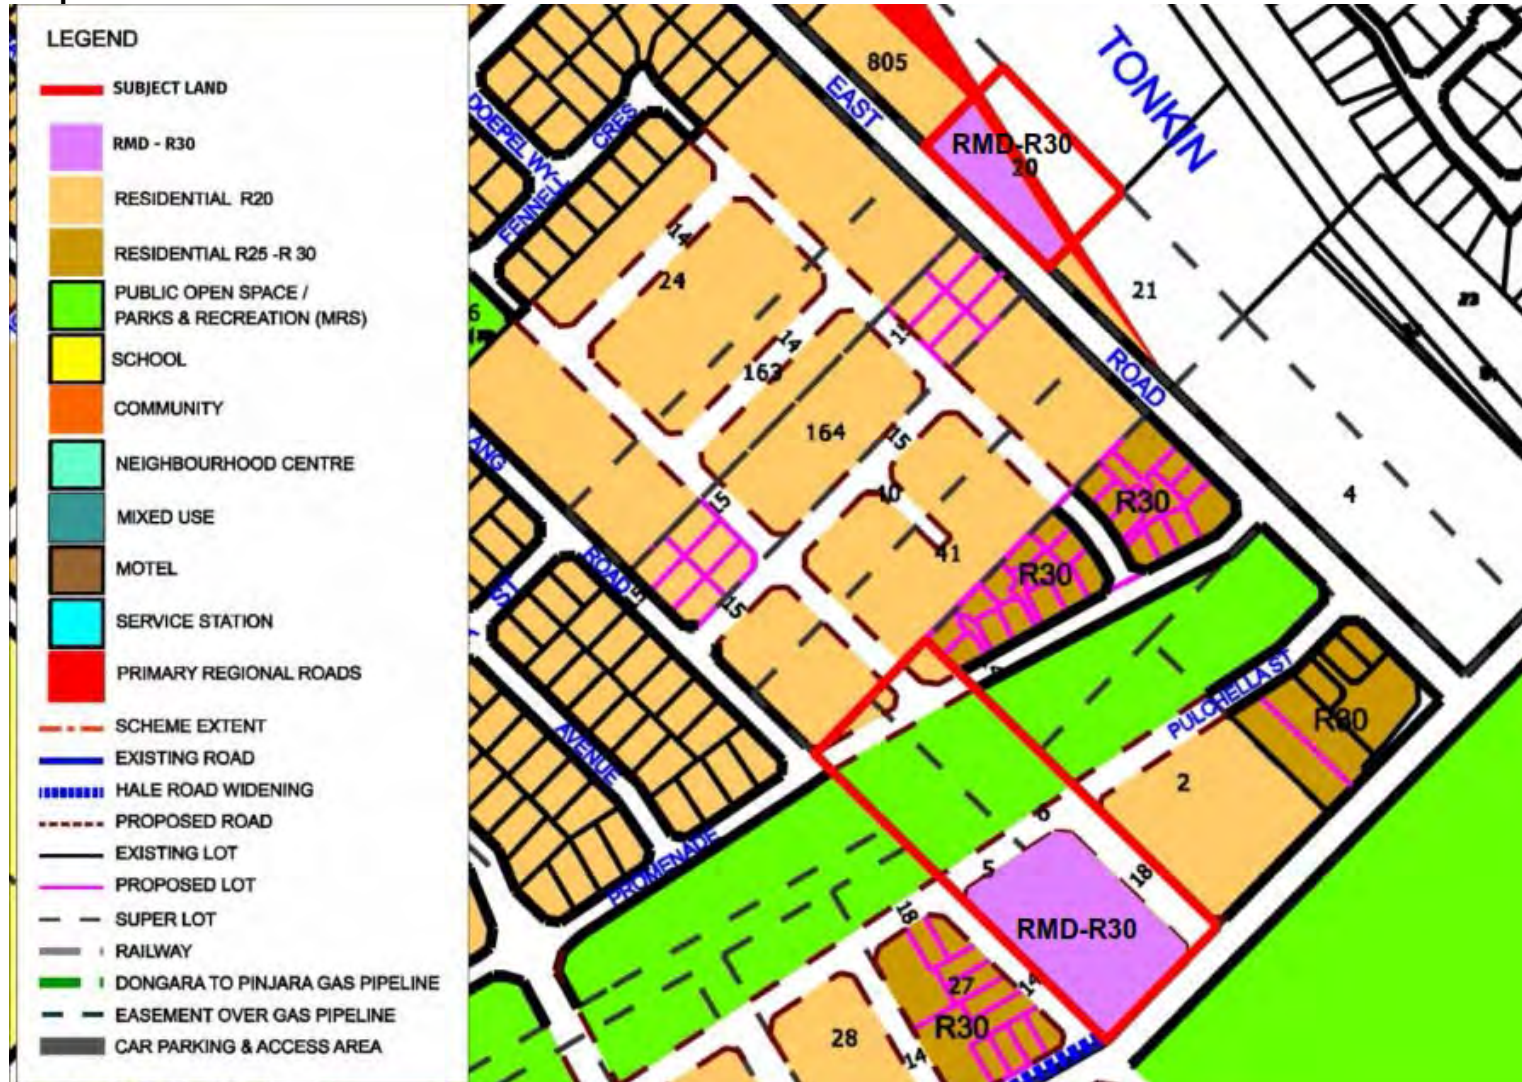 LEGEND
SUBJECT LAND
RMD - R30
RESIDENTIAL R20
RESIDENTIAL R25 -R 30
PUBLIC OPEN SPACE /
PARKS & RECREATION (MRS)
SCHOOL
COMMUNITY
NEIGHBOURHOOD CENTRE
MIXED USE
MOTEL
SERVICE STATION
PRIMARY REGIONAL ROADS
SCHEME EXTENT
EXISTING ROAD
HALE ROAD WIDENING
PROPOSED ROAD
EXISTING LOT
PROPOSED LOT
SUPER LOT
RAILWAY
DONGARA TO PINJARA GAS PIPELINE
EASEMENT OVER GAS PIPELINE
CAR PARKING & ACCESS AREA
805
EAST
TONKIN
RMD-R30
20
DOEPEL WY
CRES
FENNELL
14
24
21
6
14
163
ROAD
164
15
15
10
4
R30
41
R30
ANG
ROAD
15
15
ST
PULCHELLA ST
R30
AVENUE
2
6
5
18
PROMENADE
18
RMD-R30
27
14
R30
28
14